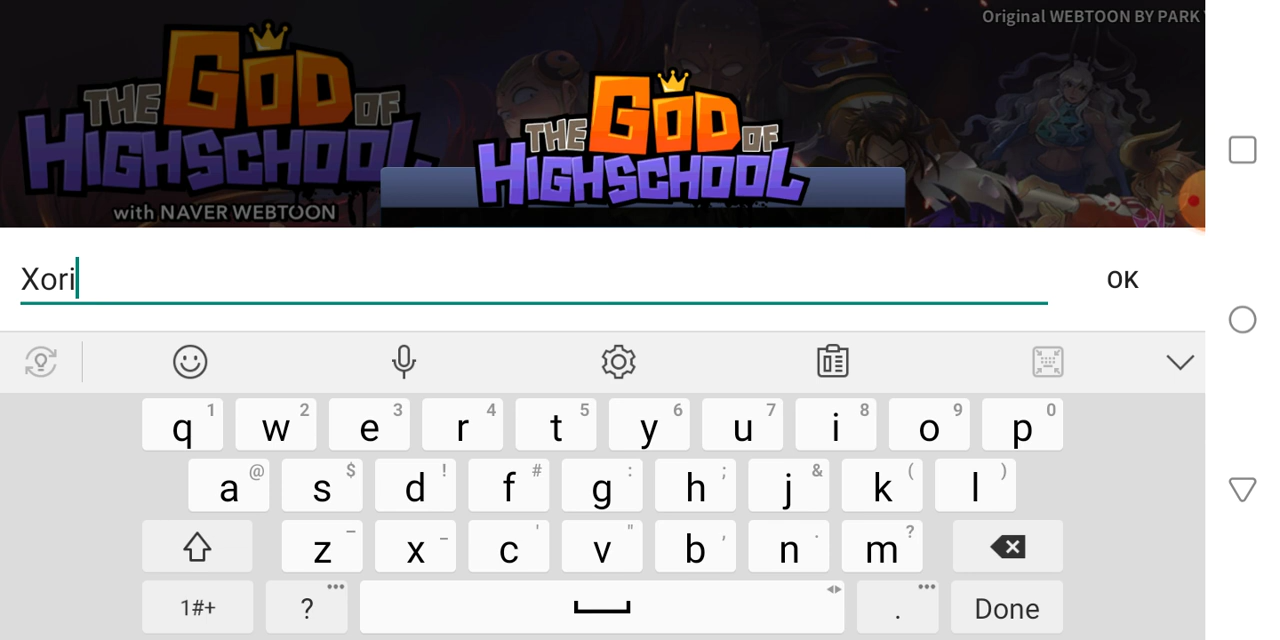 Original WEBTOON BY PARK
THE GOD OF HIGHSCHOOL
with NAVER WEBTOON
THE GOD OF HIGHSCHOOL
Xori
OK
q 1 w 2 e 3 r 4 t 5 y 6 u 7 i 8 o 9 p 0
a @ s $ d ! f # g : h ; j & k ( l )
z – x _ c ' v " b , n . m ?
1#+ ? . Done